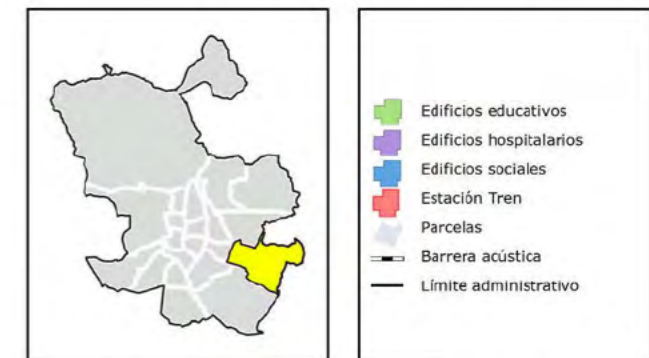 Edificios educativos
Edificios hospitalarios
Edificios sociales
Estación Tren
Parcelas
Barrera acústica
Límite administrativo